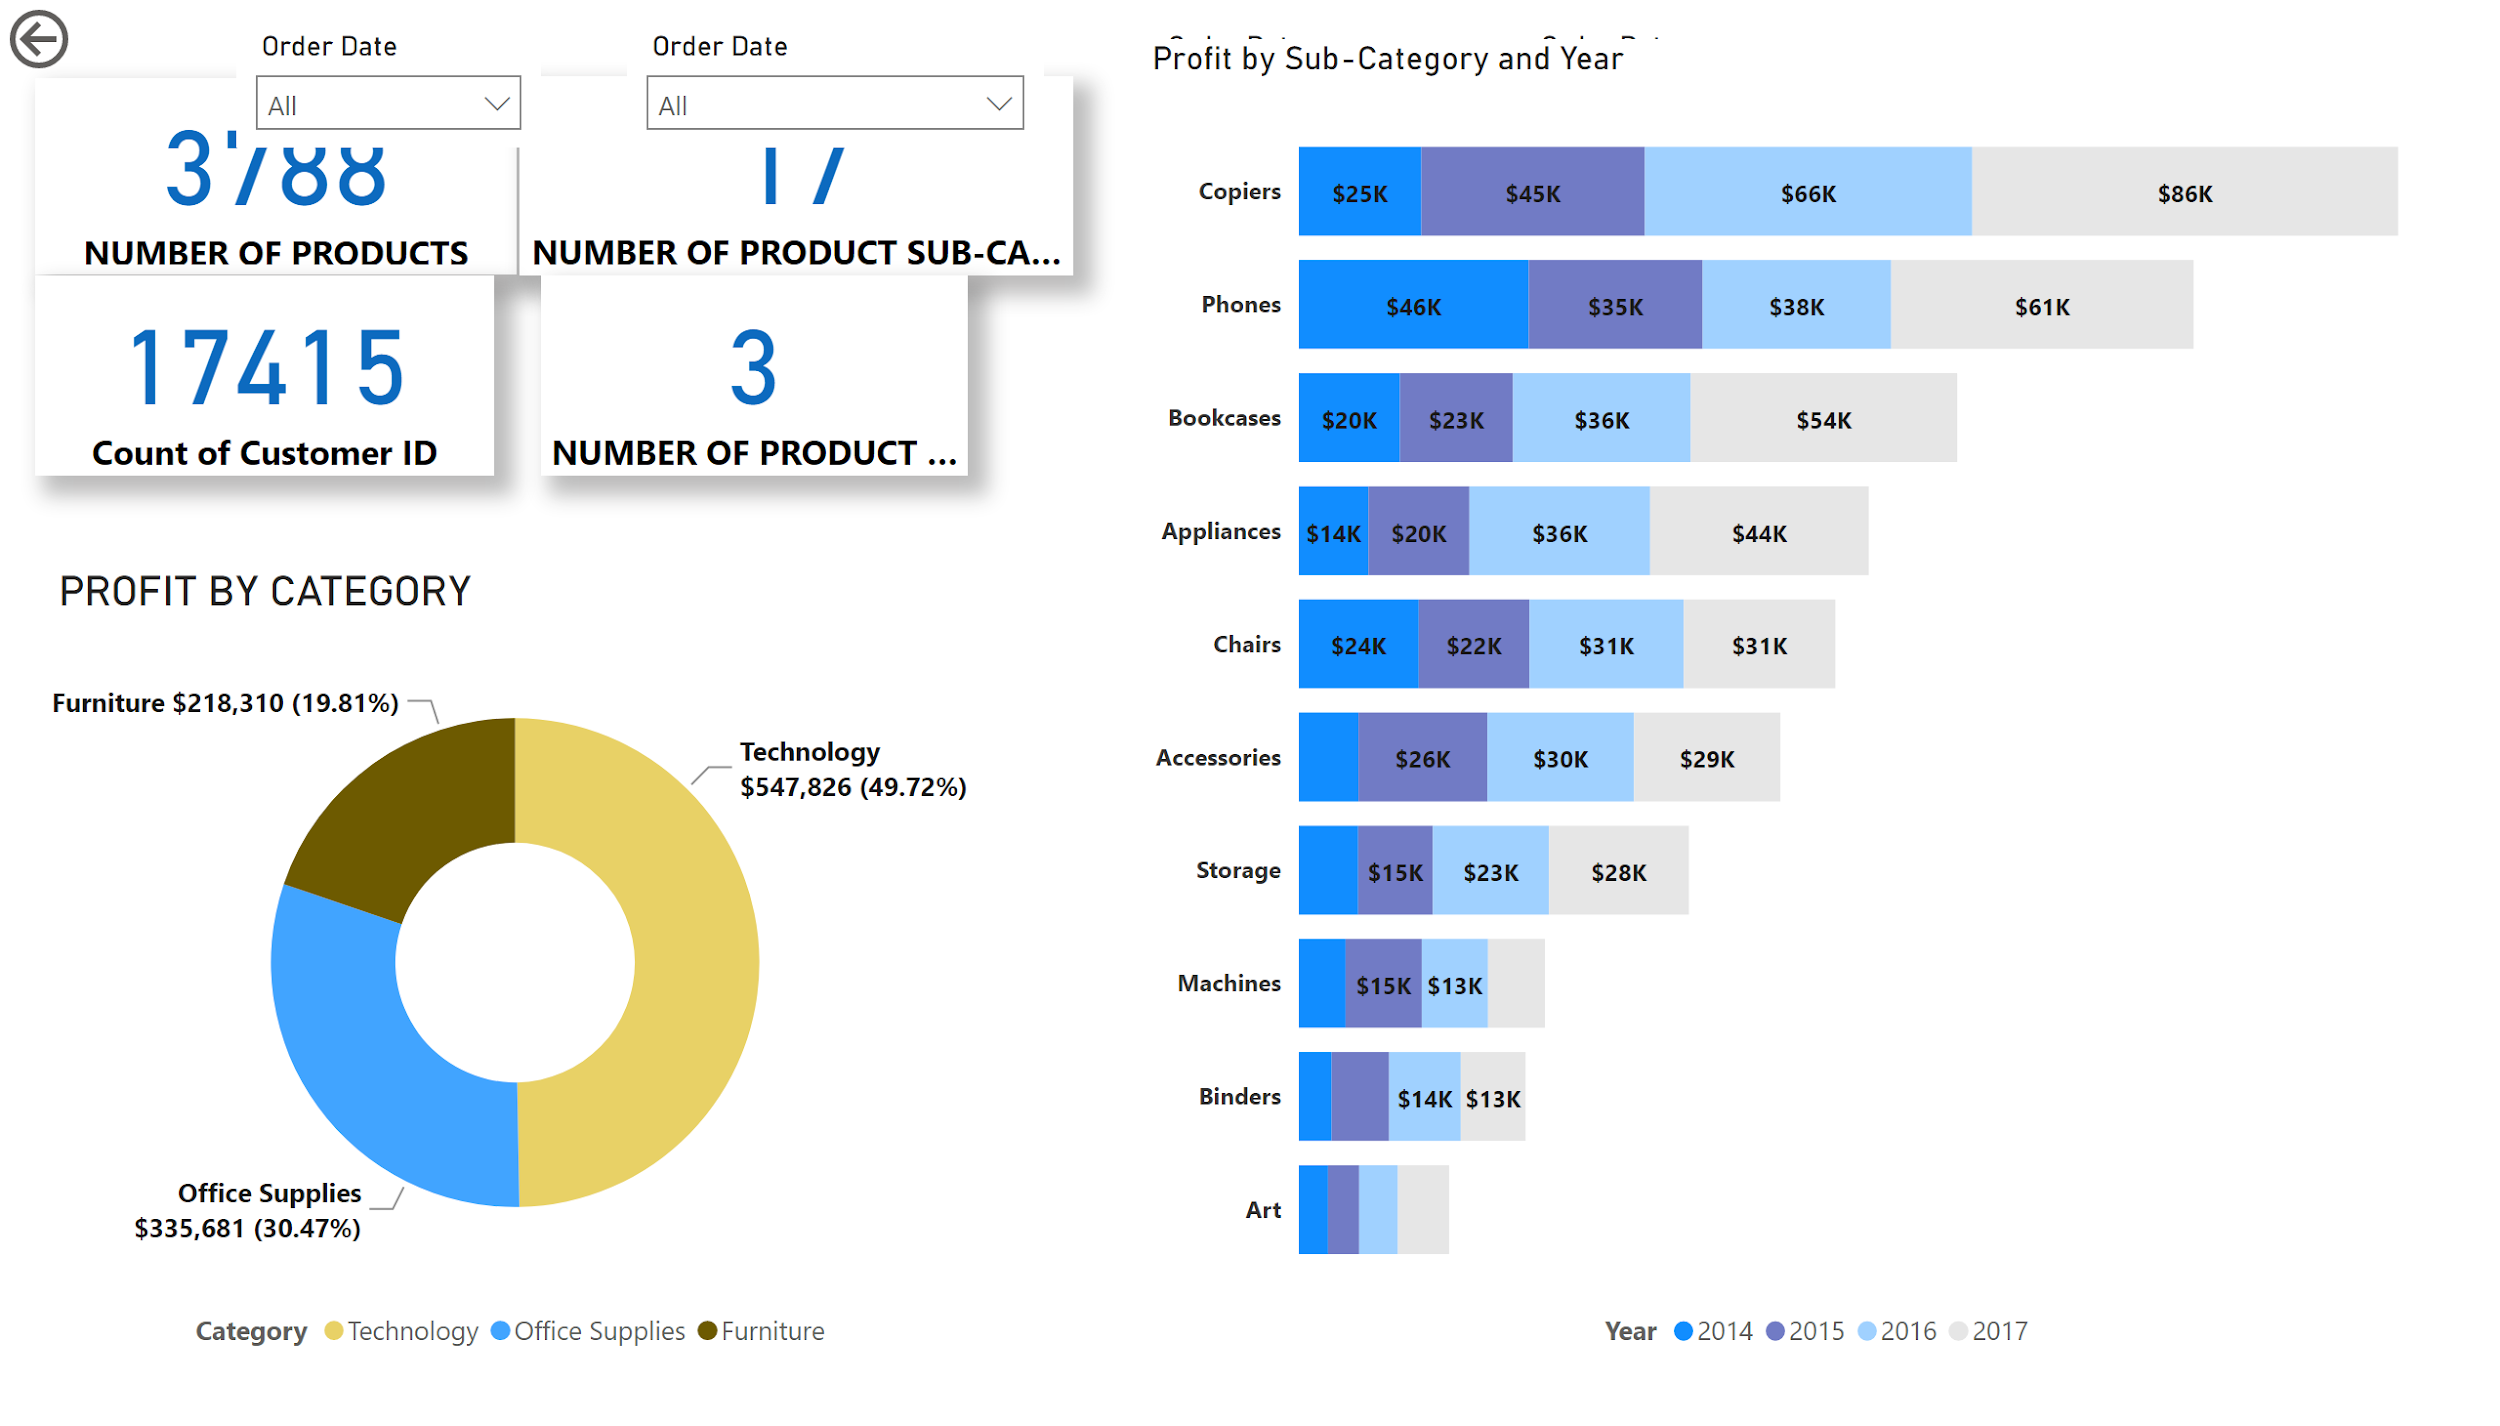 Order Date
Order Date
All
All
3788
17
NUMBER OF PRODUCTS
NUMBER OF PRODUCT SUB-CA...
17415
3
Count of Customer ID
NUMBER OF PRODUCT ...
PROFIT BY CATEGORY
Furniture $218,310 (19.81%)
Technology
$547,826 (49.72%)
Office Supplies
$335,681 (30.47%)
Category Technology Office Supplies Furniture
Profit by Sub-Category and Year
Copiers $25K $45K $66K $86K
Phones $46K $35K $38K $61K
Bookcases $20K $23K $36K $54K
Appliances $14K $20K $36K $44K
Chairs $24K $22K $31K $31K
Accessories $26K $30K $29K
Storage $15K $23K $28K
Machines $15K $13K
Binders $14K $13K
Art
Year 2014 2015 2016 2017